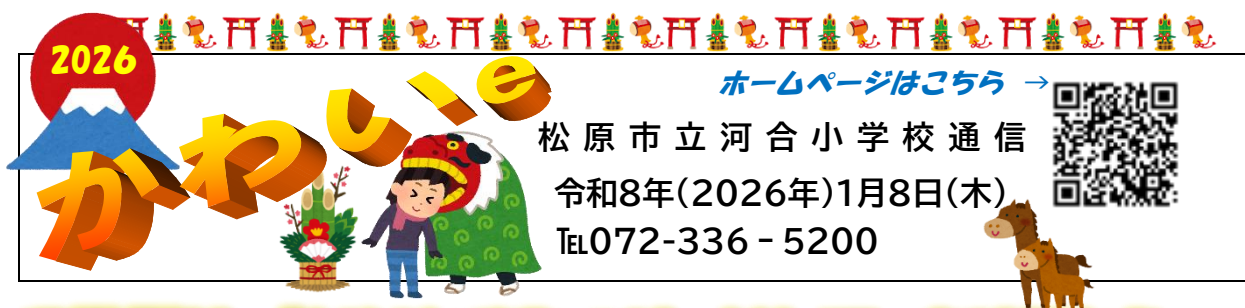 2026
かわいe
ホームページはこちら →
松原市立河合小学校通信
令和8年(2026年)1月8日(木)
℡072-336-5200